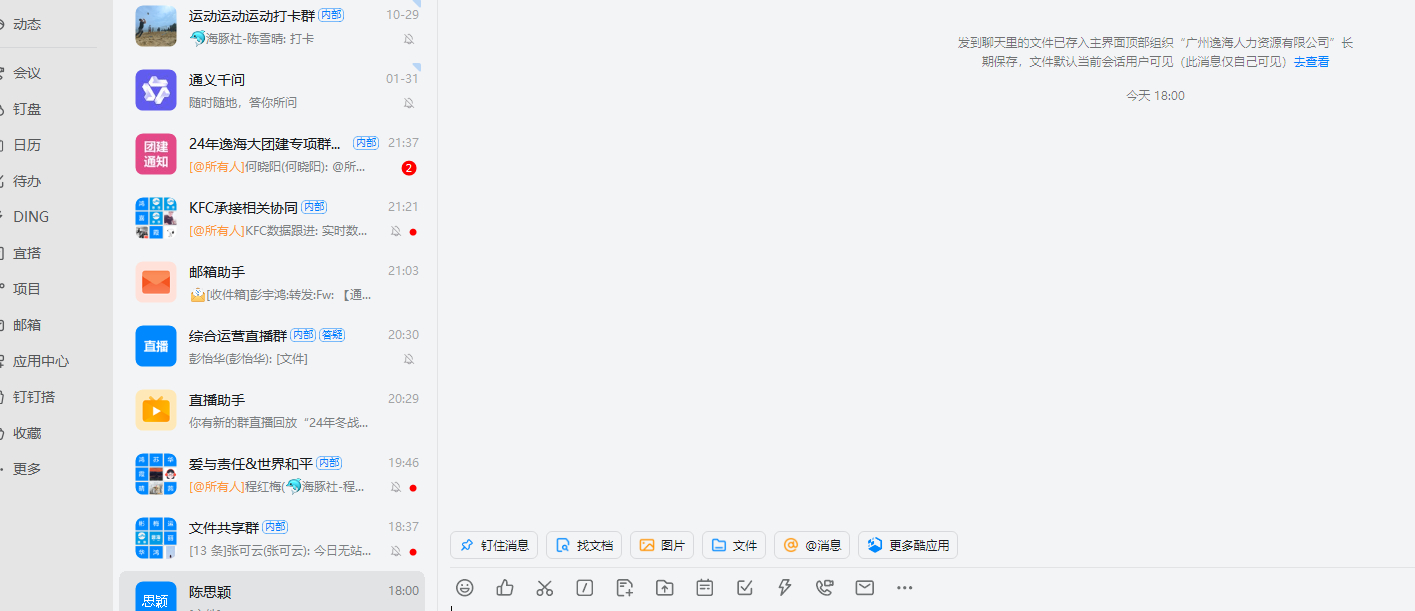 动态
会议
钉盘
日历
待办
DING
宜搭
项目
邮箱
应用中心
钉钉搭
收藏
更多
运动运动运动打卡群 内部 10-29
海豚社-陈雪晴: 打卡
通义千问 01-31
随时随地，答你所问
团建
通知
24年逸海大团建专项群... 内部 21:37
[@所有人]何晓阳(何晓阳): @所... 2
KFC承接相关协同 内部 21:21
[@所有人]KFC数据跟进: 实时数...
邮箱助手 21:03
[收件箱]彭宇鸿:转发:Fw: 【通...
直播
综合运营直播群 内部 答疑 20:30
彭怡华(彭怡华): [文件]
直播助手 20:29
你有新的群直播回放“24年冬战...
爱与责任&世界和平 内部 19:46
[@所有人]程红梅(海豚社-程...
文件共享群 内部 18:37
[13 条]张可云(张可云): 今日无站...
思颖
陈思颖 18:00
发到聊天里的文件已存入主界面顶部组织“广州逸海人力资源有限公司”长
期保存，文件默认当前会话用户可见（此消息仅自己可见）去查看
今天 18:00
钉住消息 找文档 图片 文件 @消息 更多酷应用